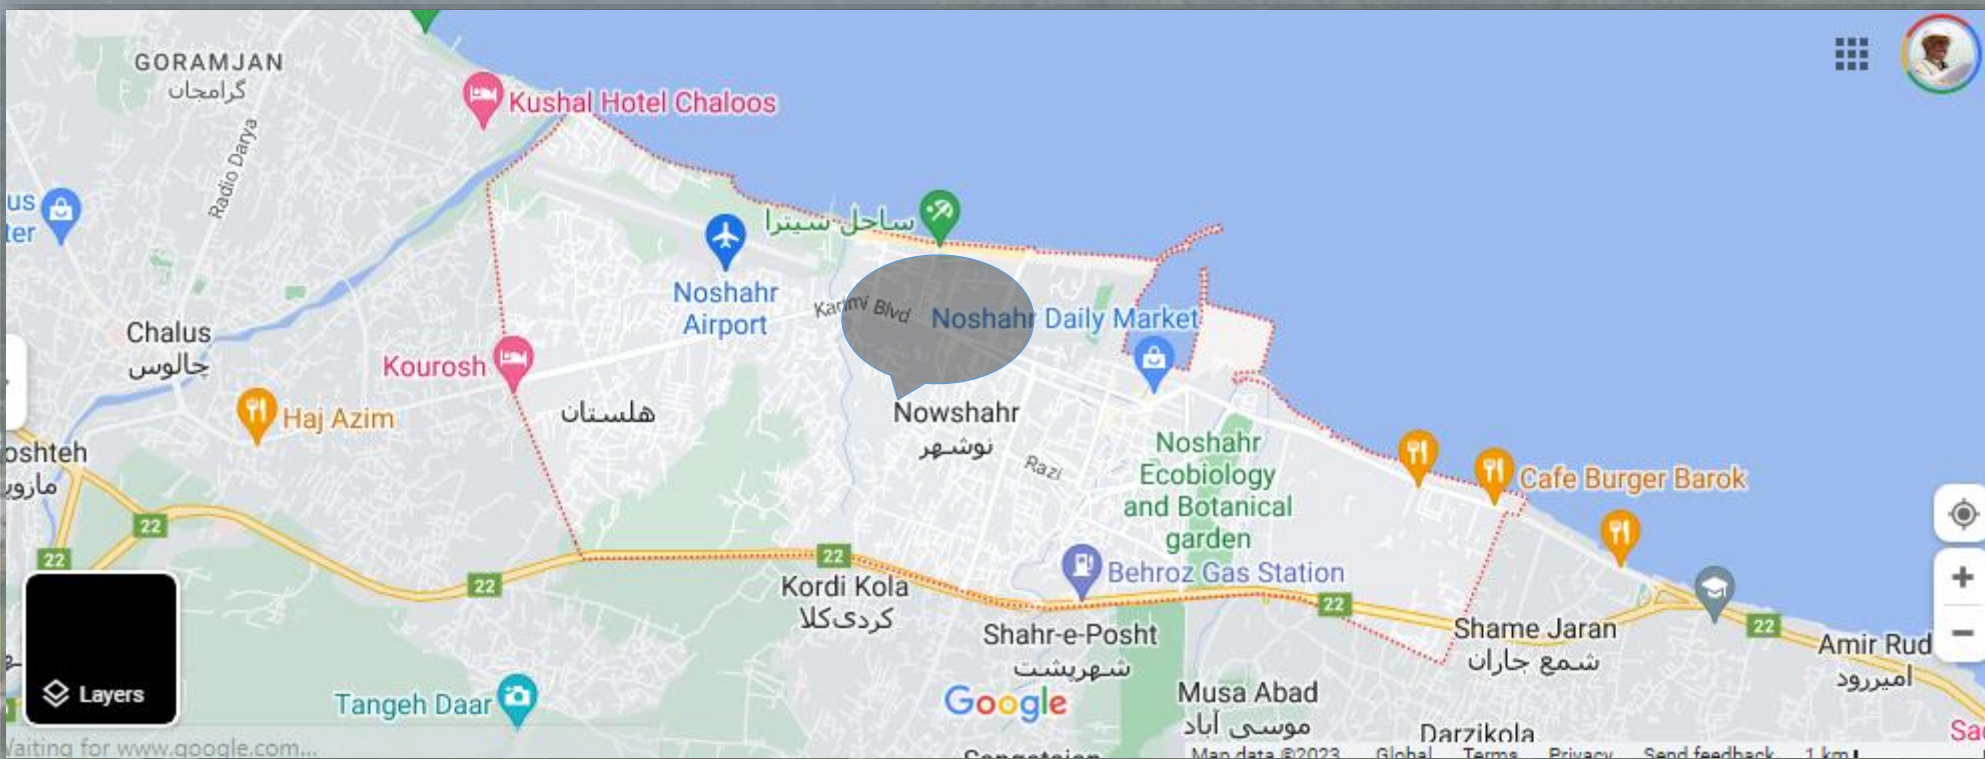 GORAMJAN
گرامجان
Kushal Hotel Chaloos
Radio Darya
us
ter
ساحل سیترا
Noshahr
Airport
Karimi Blvd
Noshahr Daily Market
Chalus
چالوس
Kourosh
Haj Azim
هلستان
Nowshahr
نوشهر
Razi
Noshahr
Ecobiology
and Botanical
garden
Cafe Burger Barok
oshteh
مازو
22
22
22
22
22
22
Behroz Gas Station
Kordi Kola
کردی‌کلا
Shahr-e-Posht
شهرپشت
Shame Jaran
شمع جاران
Amir Rud
امیررود
Layers
Tangeh Daar
Google
Musa Abad
موسی آباد
Darzikola
Sa
Waiting for www.google.com...
Map data ©2023 Global Terms Privacy Send feedback 1 km